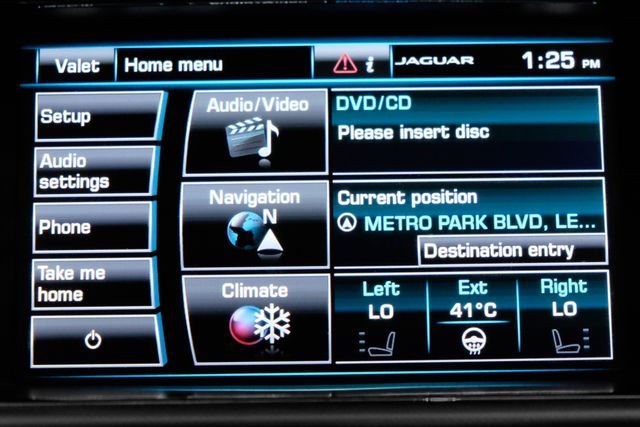 Valet
Home menu
i
JAGUAR
1:25 PM
Setup
Audio
settings
Phone
Take me
home
Audio/Video
Navigation
N
Climate
DVD/CD
Please insert disc
Current position
METRO PARK BLVD, LE...
Destination entry
Left
LO
Ext
41°C
Right
LO